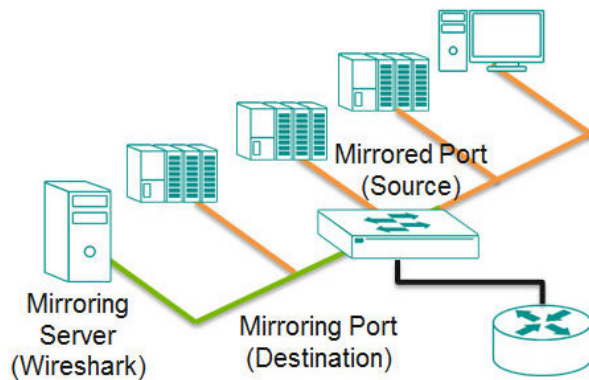 Mirrored Port
(Source)
Mirroring
Server
(Wireshark)
Mirroring Port
(Destination)